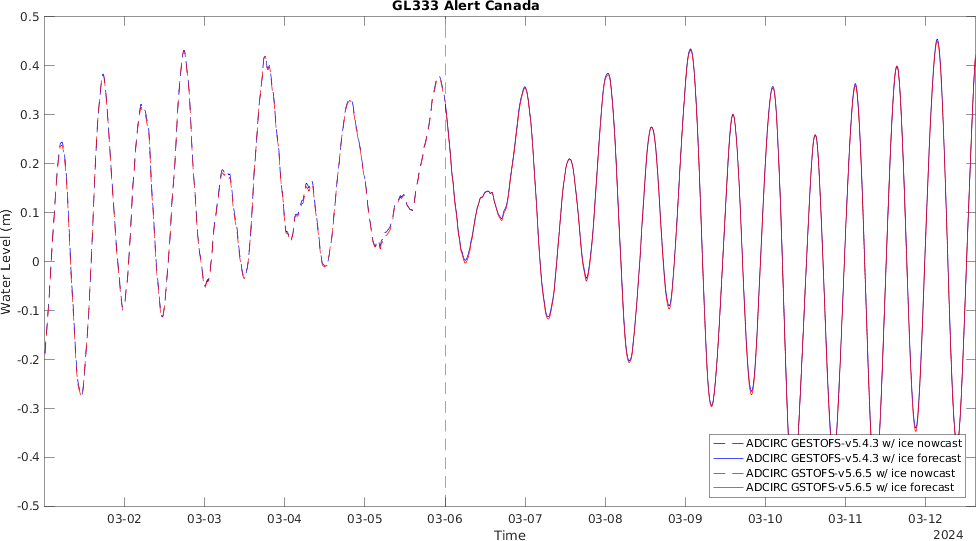 GL333 Alert Canada
0.5
0.4
0.3
0.2
0.1
0
-0.1
-0.2
-0.3
-0.4
-0.5
Water Level (m)
ADCIRC GESTOFS-v5.4.3 w/ ice nowcast
ADCIRC GESTOFS-v5.4.3 w/ ice forecast
ADCIRC GSTOFS-v5.6.5 w/ ice nowcast
ADCIRC GSTOFS-v5.6.5 w/ ice forecast
03-02 03-03 03-04 03-05 03-06 03-07 03-08 03-09 03-10 03-11 03-12
Time
2024